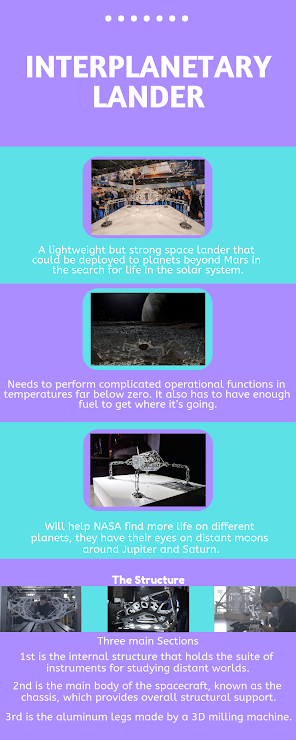 INTERPLANETARY
LANDER
A lightweight but strong space lander that
could be deployed to planets beyond Mars in
the search for life in the solar system.
Needs to perform complicated operational functions in
temperatures far below zero. It also has to have enough
fuel to get where it's going.
Will help NASA find more life on different
planets, they have their eyes on distant moons
around Jupiter and Saturn.
The Structure
Three main Sections
1st is the internal structure that holds the suite of
instruments for studying distant worlds.
2nd is the main body of the spacecraft, known as the
chassis, which provides overall structural support.
3rd is the aluminum legs made by a 3D milling machine.